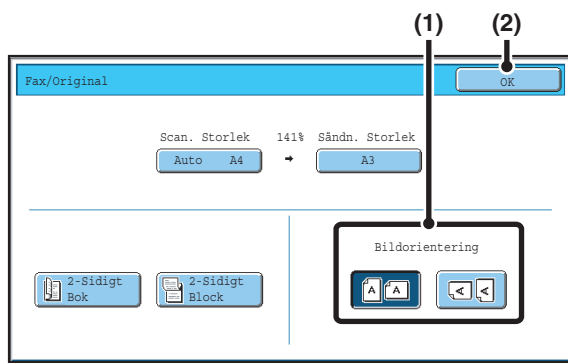 (1) (2)
Fax/Original OK
Scan. Storlek 141% Sändn. Storlek
Auto A4 → A3
Bildorientering
2-Sidigt Bok
2-Sidigt Block
A A A A